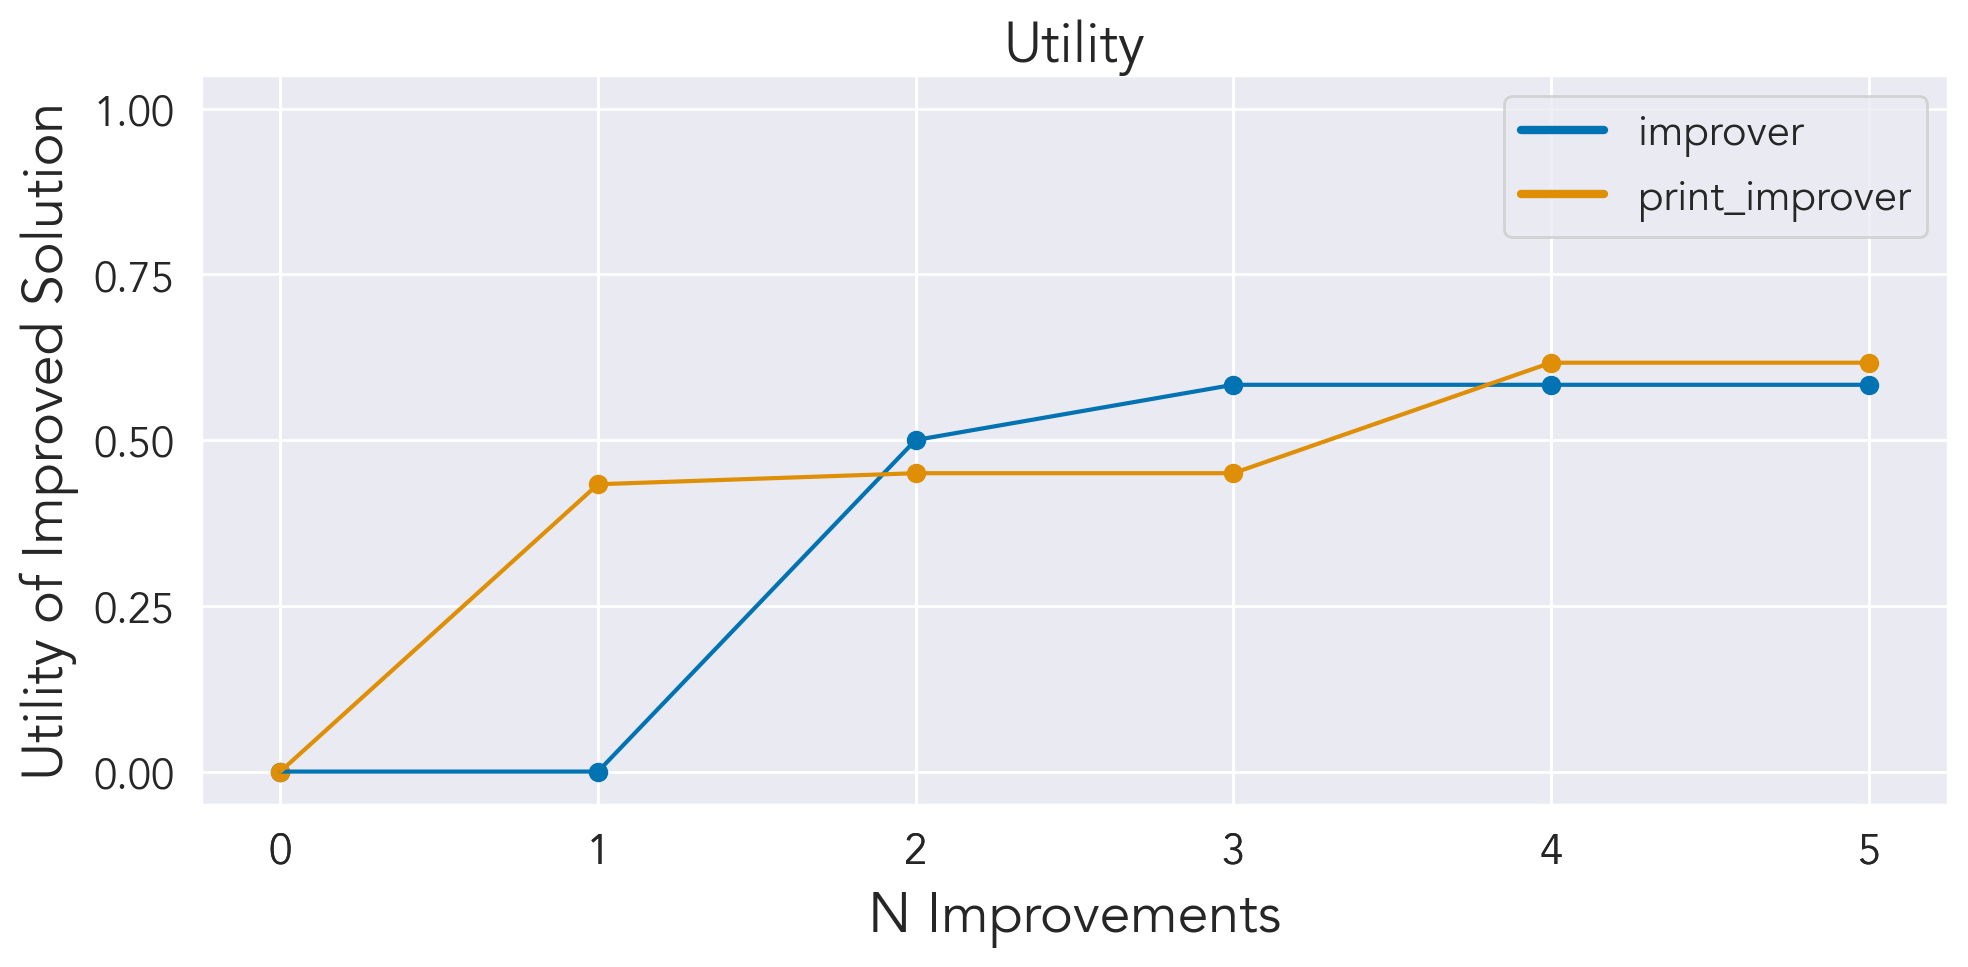 Utility
Utility of Improved Solution
1.00
0.75
0.50
0.25
0.00
improver
print_improver
0 1 2 3 4 5
N Improvements